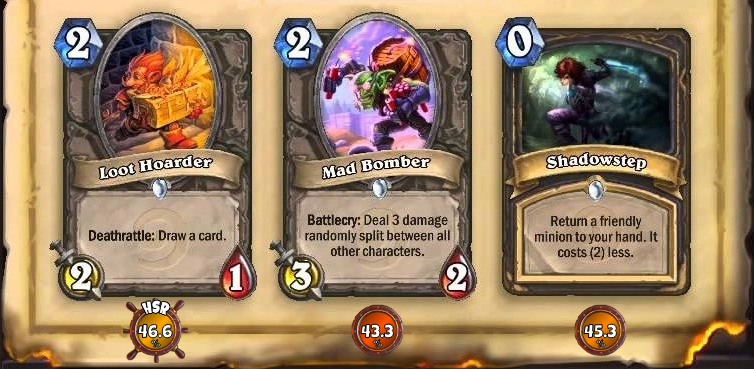 2
Loot Hoarder
Deathrattle: Draw a card.
2
1
HSR
46.6
%
2
Mad Bomber
Battlecry: Deal 3 damage
randomly split between all
other characters.
3
2
43.3
%
0
Shadowstep
Return a friendly
minion to your hand. It
costs (2) less.
45.3
%